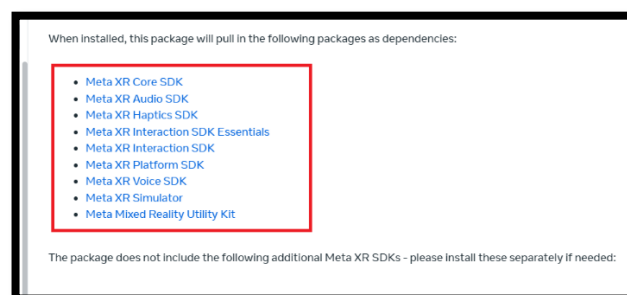 When installed, this package will pull in the following packages as dependencies:
• Meta XR Core SDK
• Meta XR Audio SDK
• Meta XR Haptics SDK
• Meta XR Interaction SDK Essentials
• Meta XR Interaction SDK
• Meta XR Platform SDK
• Meta XR Voice SDK
• Meta XR Simulator
• Meta Mixed Reality Utility Kit
The package does not include the following additional Meta XR SDKs - please install these separately if needed: